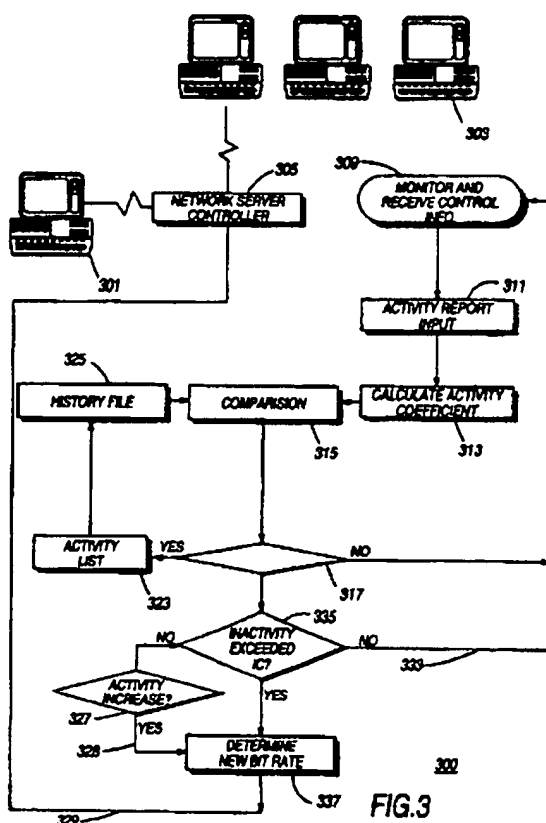 303
305
309
NETWORK SERVER
CONTROLLER
MONITOR AND
RECEIVE CONTROL
INFO
301
311
ACTIVITY REPORT
INPUT
325
HISTORY FILE
COMPARISION
CALCULATE ACTIVITY
COEFFICIENT
315
313
ACTIVITY
LIST
YES
NO
323
317
335
NO
INACTIVITY
EXCEEDED
IC?
NO
333
ACTIVITY
INCREASE?
327
YES
YES
328
DETERMINE
NEW BIT RATE
300
337
329
FIG.3